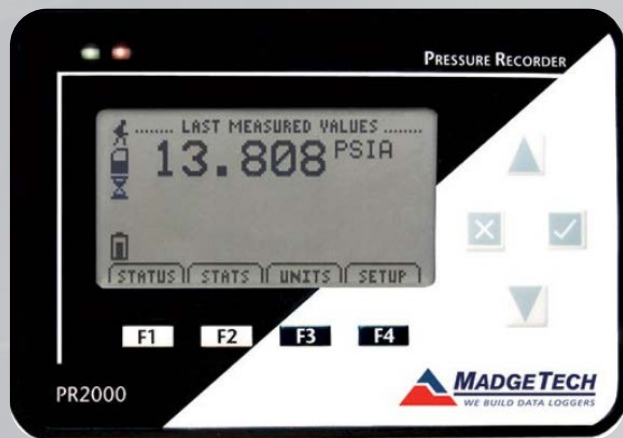 PRESSURE RECORDER
........ LAST MEASURED VALUES ........
13.808 PSIA
STATUS STATS UNITS SETUP
F1 F2 F3 F4
PR2000
MADGETECH
WE BUILD DATA LOGGERS